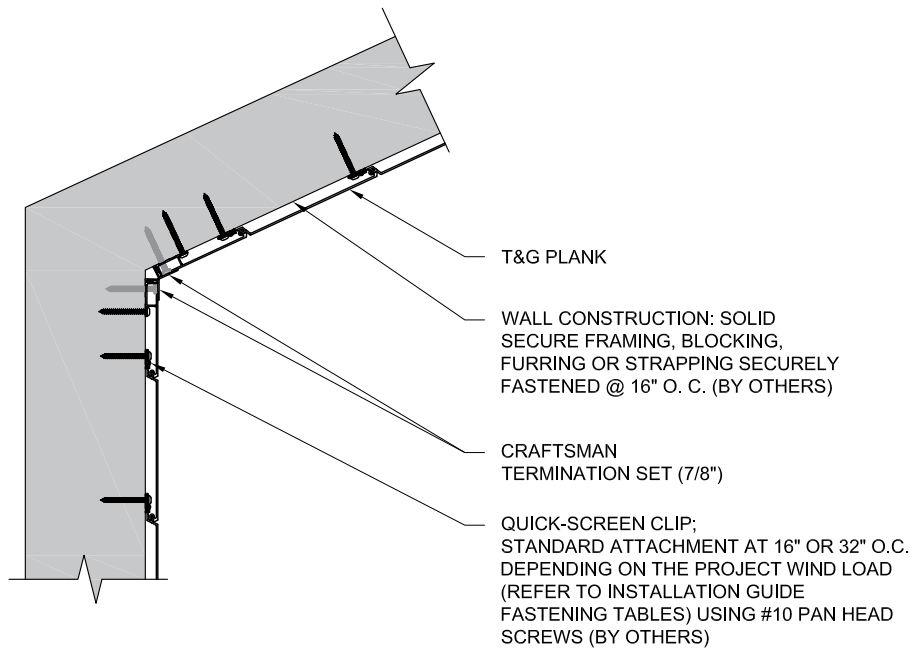 T&G PLANK
WALL CONSTRUCTION: SOLID
SECURE FRAMING, BLOCKING,
FURRING OR STRAPPING SECURELY
FASTENED @ 16" O. C. (BY OTHERS)
CRAFTSMAN
TERMINATION SET (7/8")
QUICK-SCREEN CLIP;
STANDARD ATTACHMENT AT 16" OR 32" O.C.
DEPENDING ON THE PROJECT WIND LOAD
(REFER TO INSTALLATION GUIDE
FASTENING TABLES) USING #10 PAN HEAD
SCREWS (BY OTHERS)